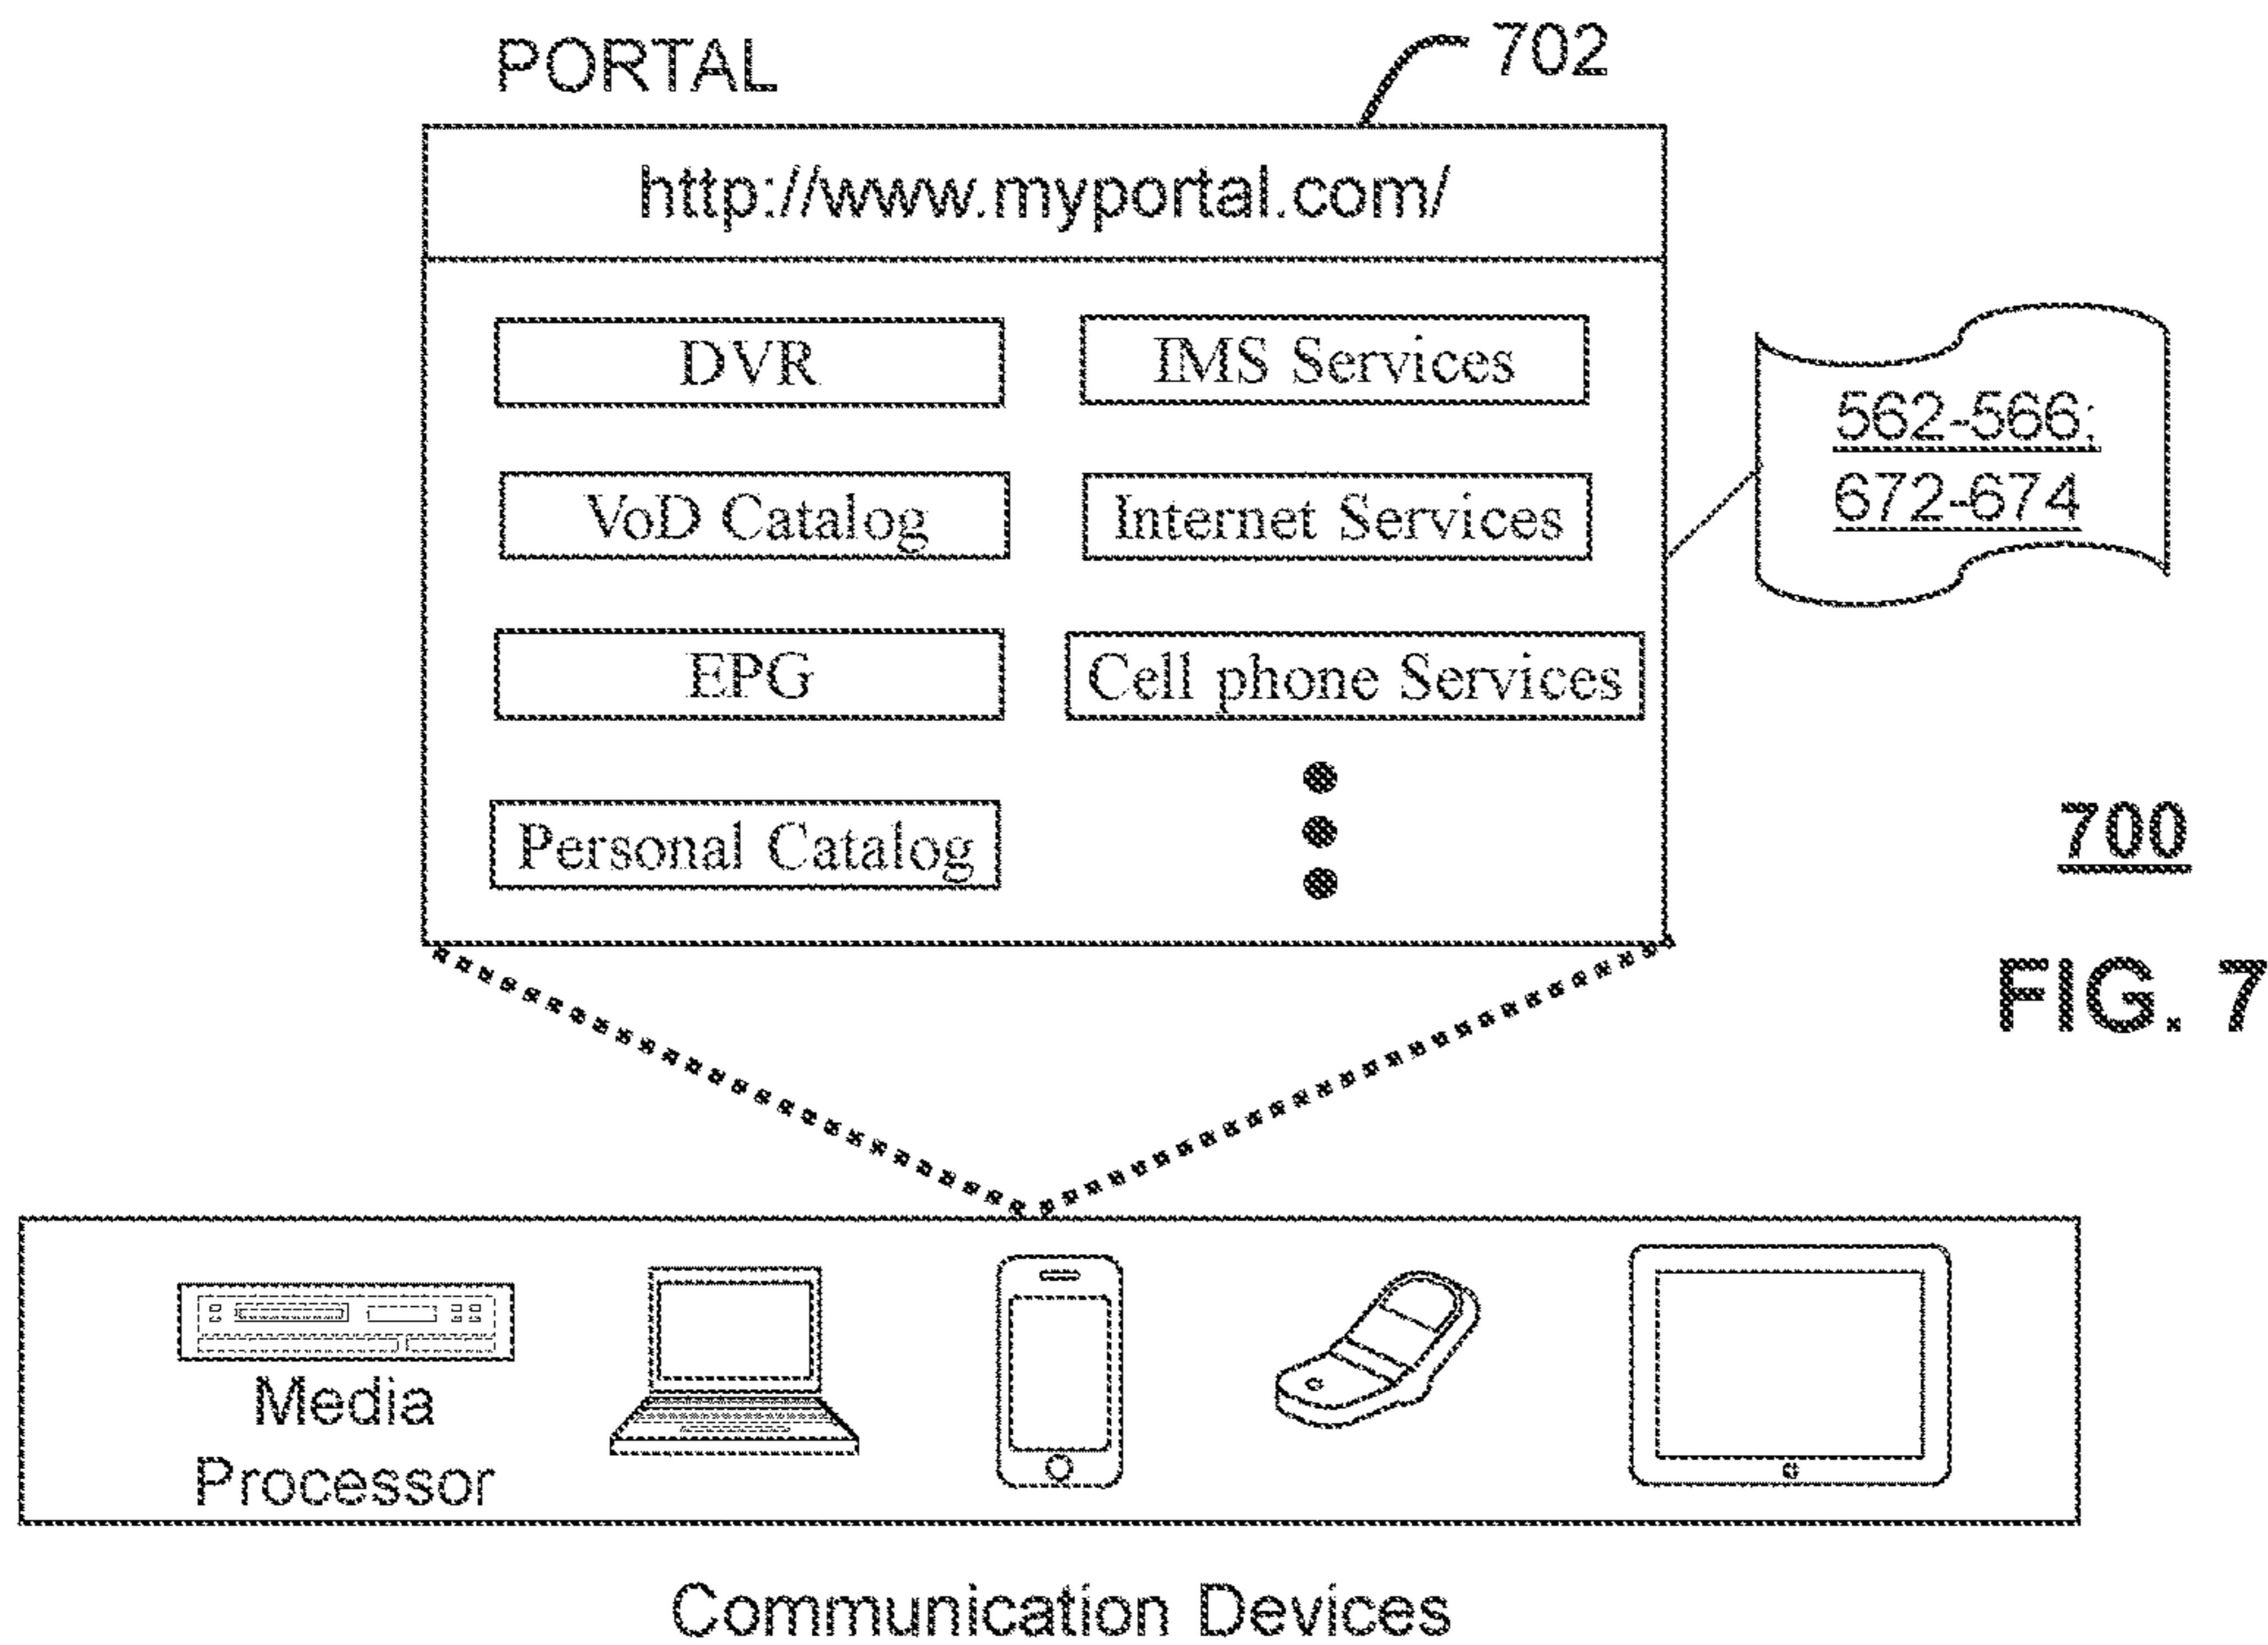 PORTAL
702
http://www.myportal.com/
DVR
IMS Services
VoD Catalog
Internet Services
EPG
Cell phone Services
Personal Catalog
562-566;
672-674
700
FIG. 7
Media
Processor
Communication Devices